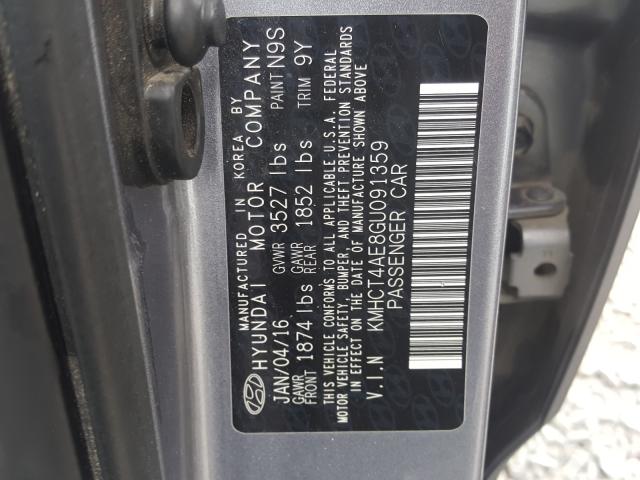 MANUFACTURED IN KOREA BY
HYUNDAI MOTOR COMPANY
JAN/04/16 GVWR 3527 lbs PAINT N9S
GAWR FRONT 1874 lbs GAWR REAR 1852 lbs TRIM 9Y
THIS VEHICLE CONFORMS TO ALL APPLICABLE U.S.A. FEDERAL
MOTOR VEHICLE SAFETY, BUMPER, AND THEFT PREVENTION STANDARDS
IN EFFECT ON THE DATE OF MANUFACTURE SHOWN ABOVE
V.I.N KMHCT4AE8GU091359
PASSENGER CAR